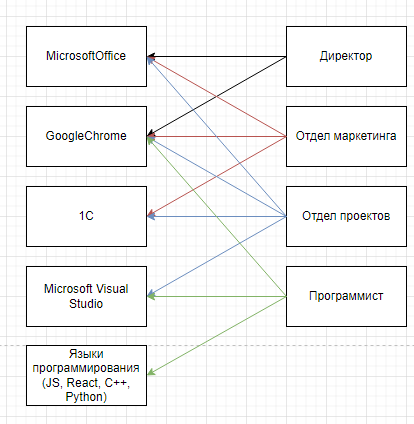 MicrosoftOffice
Директор
GoogleChrome
Отдел маркетинга
1С
Отдел проектов
Microsoft Visual
Studio
Программист
Языки
программирования
(JS, React, C++,
Python)